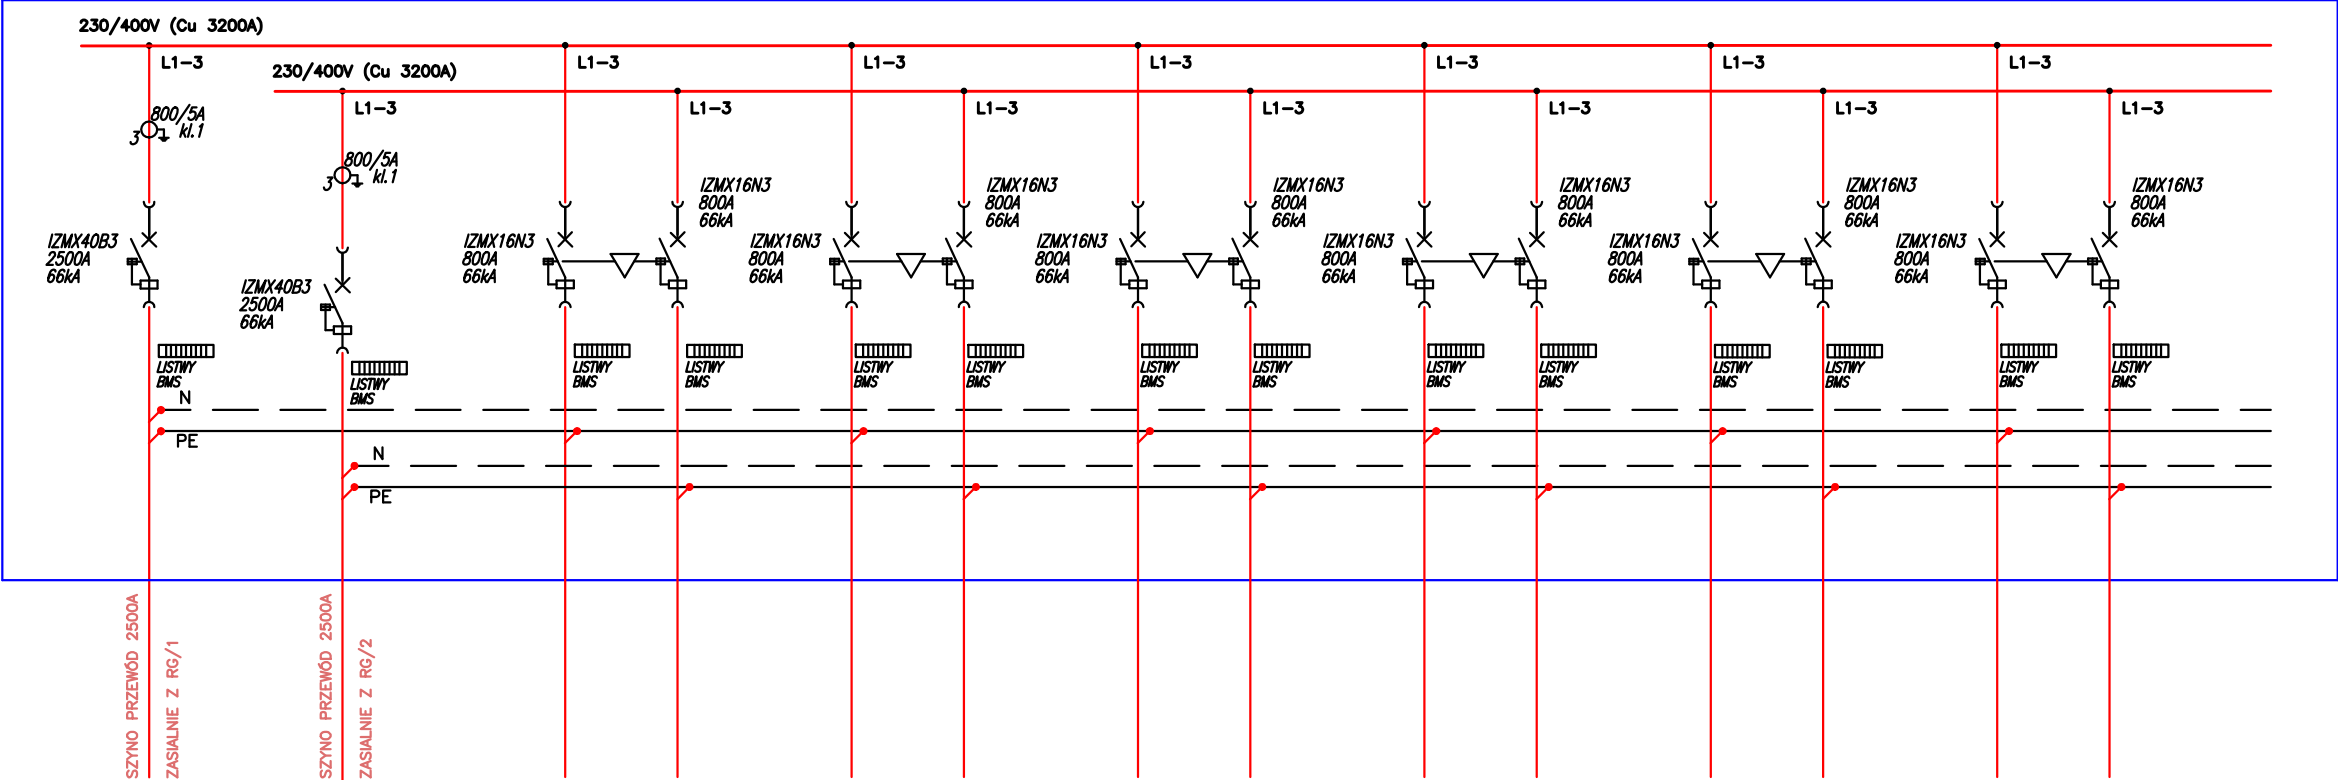 230/400V (Cu 3200A)
L1-3
L1-3
L1-3
L1-3
L1-3
L1-3
L1-3
230/400V (Cu 3200A)
L1-3
L1-3
L1-3
L1-3
L1-3
L1-3
L1-3
800/5A
3
kl.1
800/5A
3
kl.1
IZMX40B3
2500A
66kA
IZMX40B3
2500A
66kA
IZMX16N3
800A
66kA
IZMX16N3
800A
66kA
IZMX16N3
800A
66kA
IZMX16N3
800A
66kA
IZMX16N3
800A
66kA
IZMX16N3
800A
66kA
IZMX16N3
800A
66kA
IZMX16N3
800A
66kA
IZMX16N3
800A
66kA
IZMX16N3
800A
66kA
IZMX16N3
800A
66kA
IZMX16N3
800A
66kA
LISTWY
BMS
LISTWY
BMS
LISTWY
BMS
LISTWY
BMS
LISTWY
BMS
LISTWY
BMS
LISTWY
BMS
LISTWY
BMS
LISTWY
BMS
LISTWY
BMS
LISTWY
BMS
LISTWY
BMS
LISTWY
BMS
LISTWY
BMS
N
PE
N
PE
SZYNO PRZEWÓD 2500A
ZASIALNIE Z RG/1
SZYNO PRZEWÓD 2500A
ZASIALNIE Z RG/2